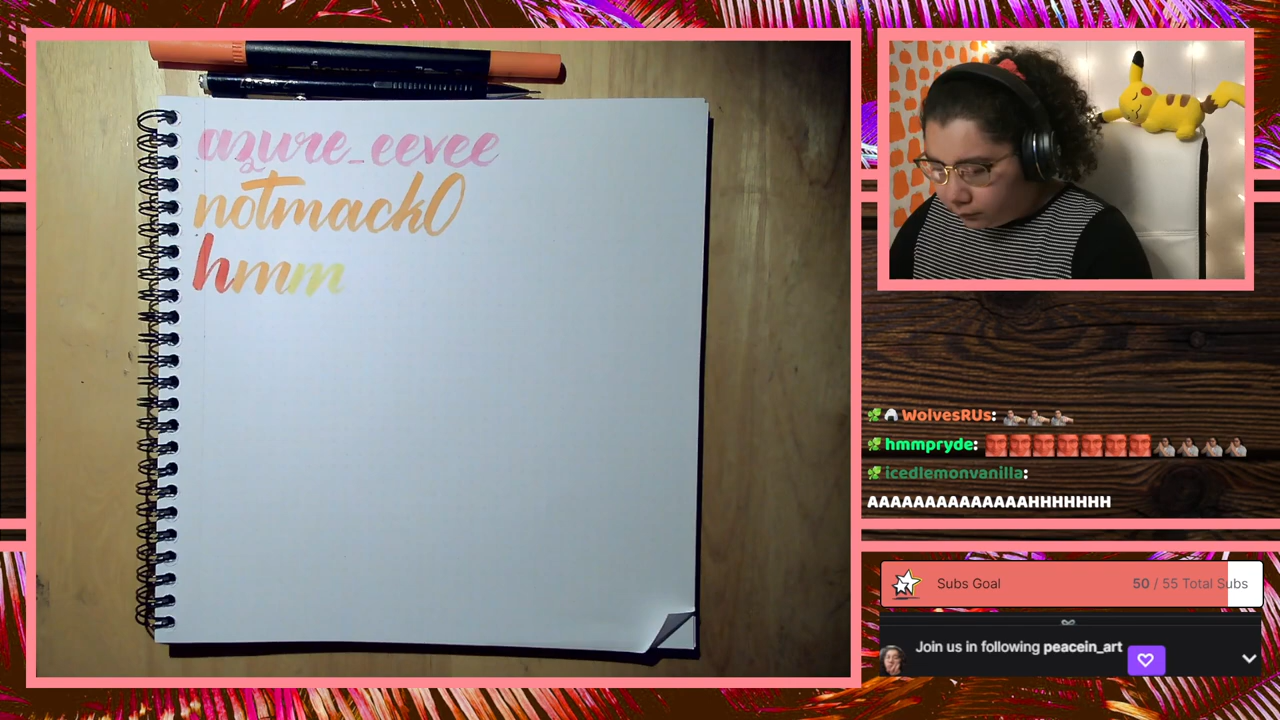 azure_eevee
notmack0
hmm
WolvesRUs:
hmmpryde:
icedlemonvanilla:
AAAAAAAAAAAAAAHHHHHHH
Subs Goal
50 / 55 Total Subs
Join us in following peacein_art